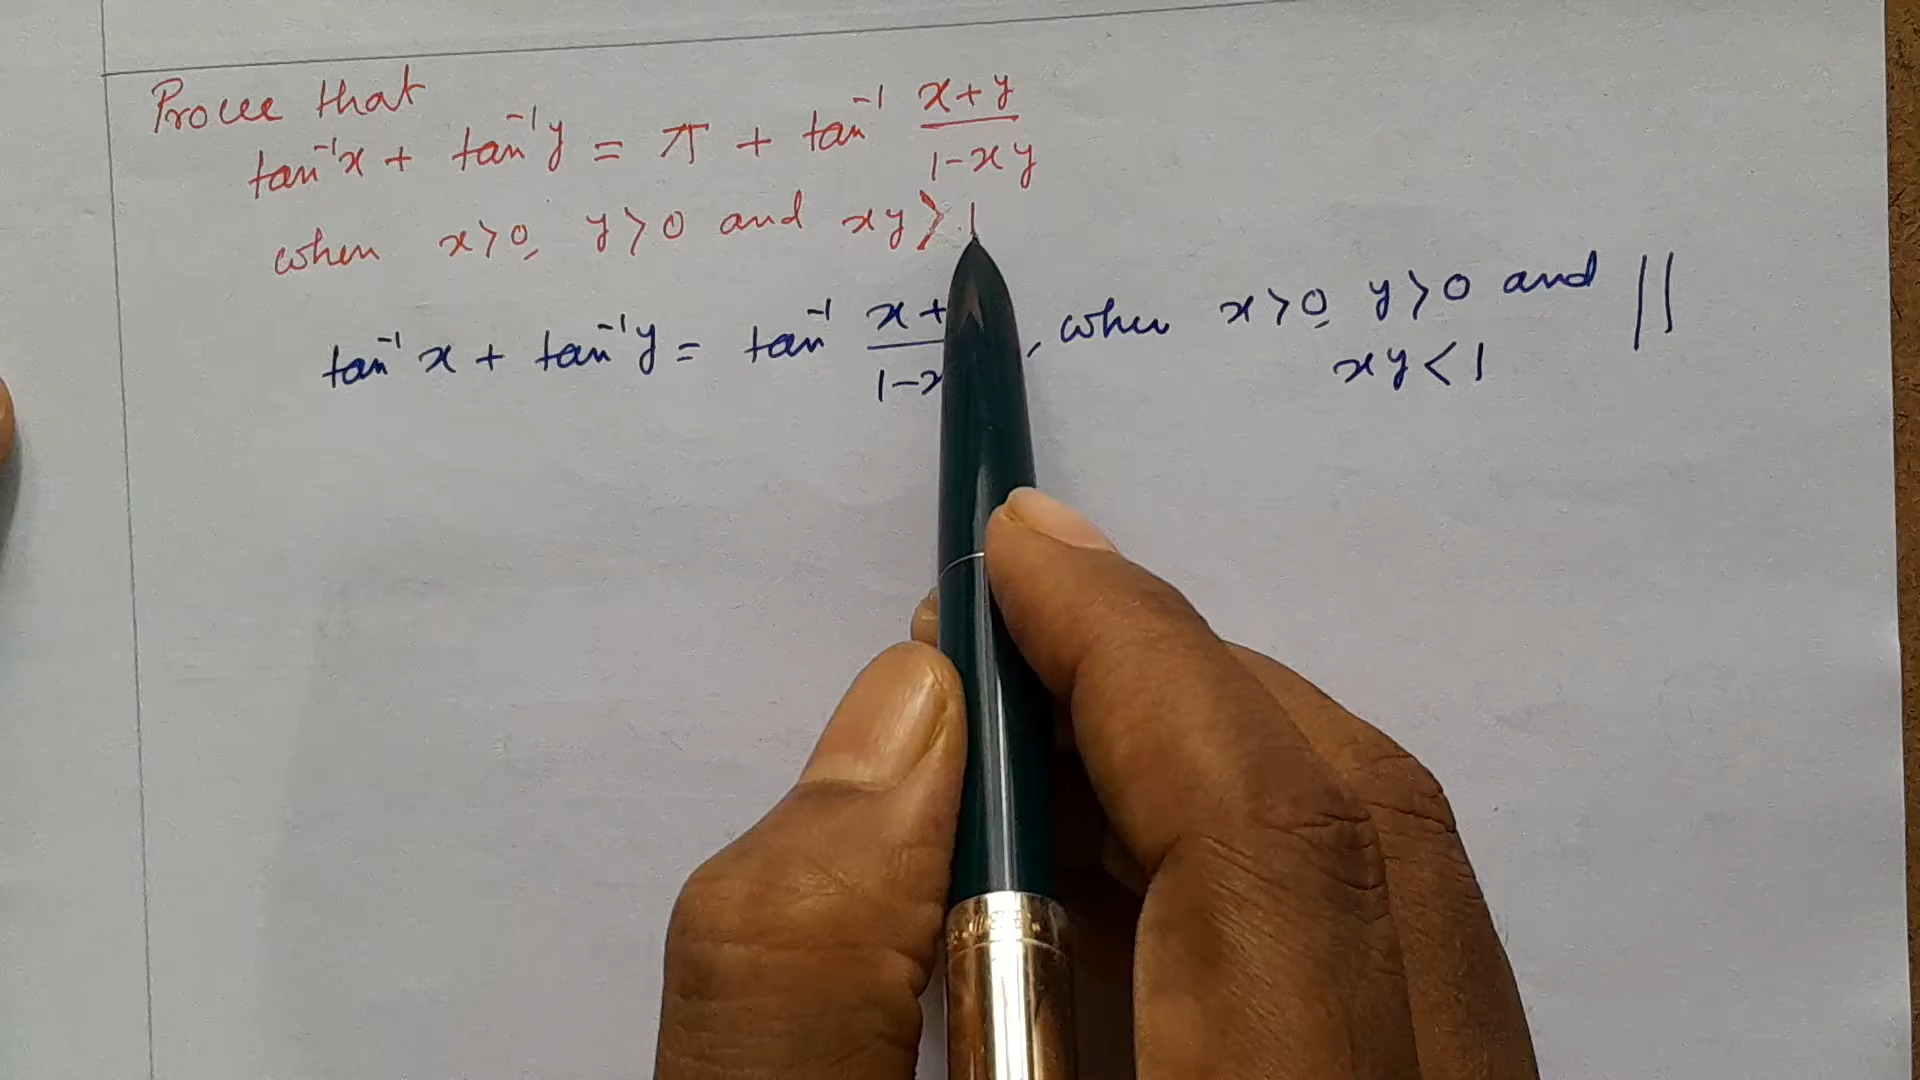 Prove that
tan⁻¹x + tan⁻¹y = π + tan⁻¹ (x+y)/(1-xy)
when x>0, y>0 and xy>1
tan⁻¹x + tan⁻¹y = tan⁻¹ x+ / 1-x , when x>0, y>0 and ||
xy<1